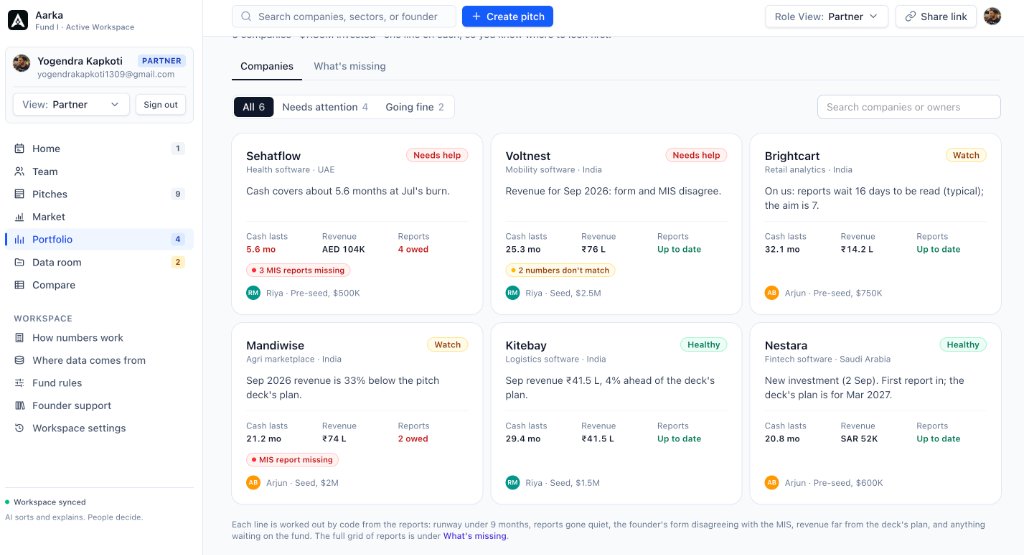 Aarka
Fund I · Active Workspace
Yogendra Kapkoti PARTNER
yogendrakapkoti1309@gmail.com
View: Partner
Sign out
Home 1
Team
Pitches 9
Market
Portfolio 4
Data room 2
Compare
WORKSPACE
How numbers work
Where data comes from
Fund rules
Founder support
Workspace settings
Workspace synced
AI sorts and explains. People decide.
Search companies, sectors, or founder
+ Create pitch
Role View: Partner
Share link
Companies
What's missing
All 6
Needs attention 4
Going fine 2
Search companies or owners
Sehatflow
Needs help
Health software · UAE
Cash covers about 5.6 months at Jul's burn.
Cash lasts Revenue Reports
5.6 mo AED 104K 4 owed
3 MIS reports missing
RM Riya · Pre-seed, $500K
Voltnest
Needs help
Mobility software · India
Revenue for Sep 2026: form and MIS disagree.
Cash lasts Revenue Reports
25.3 mo ₹76 L Up to date
2 numbers don't match
RM Riya · Seed, $2.5M
Brightcart
Watch
Retail analytics · India
On us: reports wait 16 days to be read (typical);
the aim is 7.
Cash lasts Revenue Reports
32.1 mo ₹14.2 L Up to date
AB Arjun · Pre-seed, $750K
Mandiwise
Watch
Agri marketplace · India
Sep 2026 revenue is 33% below the pitch
deck's plan.
Cash lasts Revenue Reports
21.2 mo ₹74 L 2 owed
MIS report missing
AB Arjun · Seed, $2M
Kitebay
Healthy
Logistics software · India
Sep revenue ₹41.5 L, 4% ahead of the deck's
plan.
Cash lasts Revenue Reports
29.4 mo ₹41.5 L Up to date
RM Riya · Seed, $1.5M
Nestara
Healthy
Fintech software · Saudi Arabia
New investment (2 Sep). First report in; the
deck's plan is for Mar 2027.
Cash lasts Revenue Reports
20.8 mo SAR 52K Up to date
AB Arjun · Pre-seed, $600K
Each line is worked out by code from the reports: runway under 9 months, reports gone quiet, the founder's form disagreeing with the MIS, revenue far from the deck's plan, and anything
waiting on the fund. The full grid of reports is under What's missing.